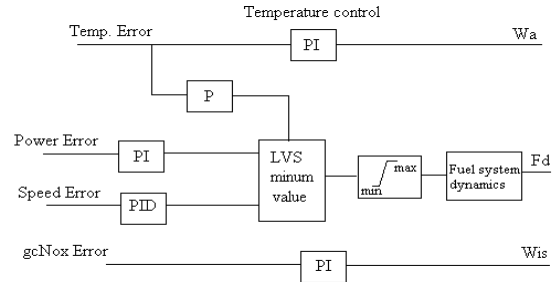 Temperature control
Temp. Error
PI
Wa
P
Power Error
PI
LVS
minum
value
max
min
Fuel system
dynamics
Fd
Speed Error
PID
gcNox Error
PI
Wis